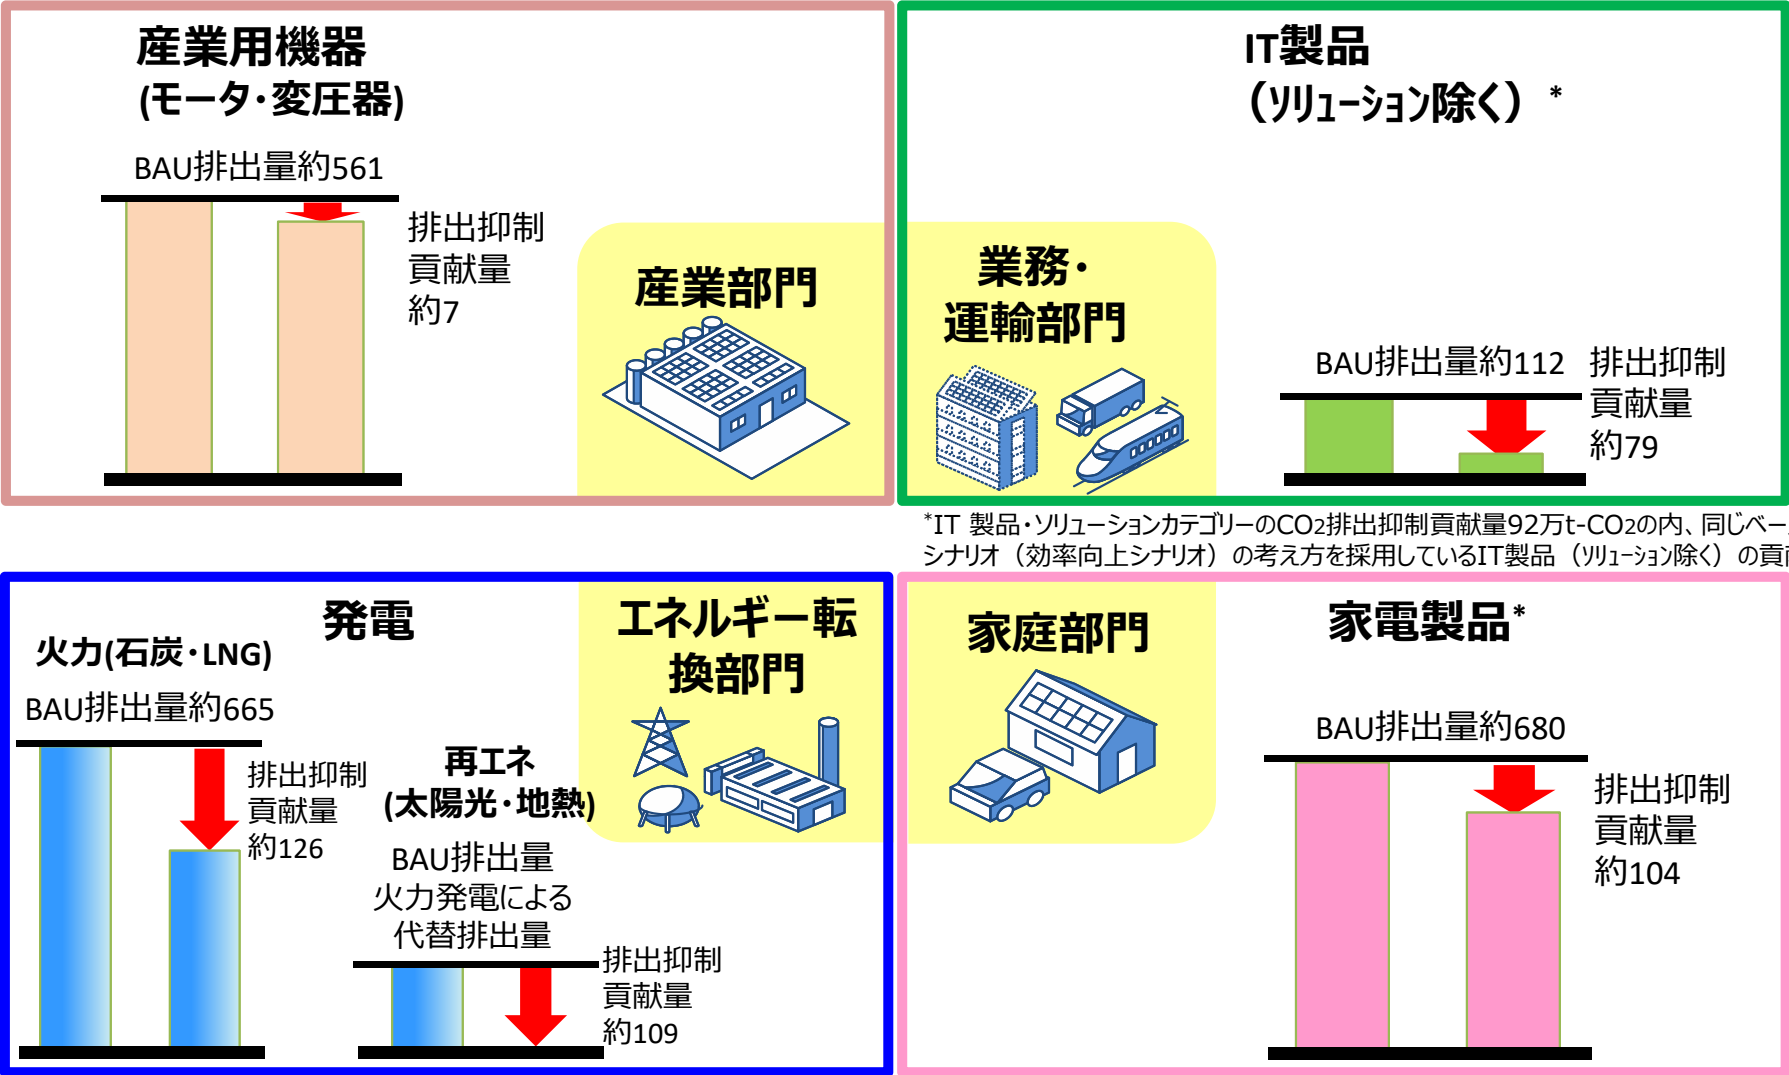 産業用機器
(モータ・変圧器)
BAU排出量約561
排出抑制
貢献量
約7
産業部門
IT製品
（ｿﾘｭｰｼｮﾝ除く）*
業務・
運輸部門
BAU排出量約112
排出抑制
貢献量
約79
*IT 製品・ソリューションカテゴリーのCO2排出抑制貢献量92万t-CO2の内、同じベー
シナリオ（効率向上シナリオ）の考え方を採用しているIT製品（ｿﾘｭｰｼｮﾝ除く）の貢
発電
火力(石炭・LNG)
BAU排出量約665
排出抑制
貢献量
約126
再エネ
(太陽光・地熱)
BAU排出量
火力発電による
代替排出量
排出抑制
貢献量
約109
エネルギー転
換部門
家庭部門
家電製品*
BAU排出量約680
排出抑制
貢献量
約104